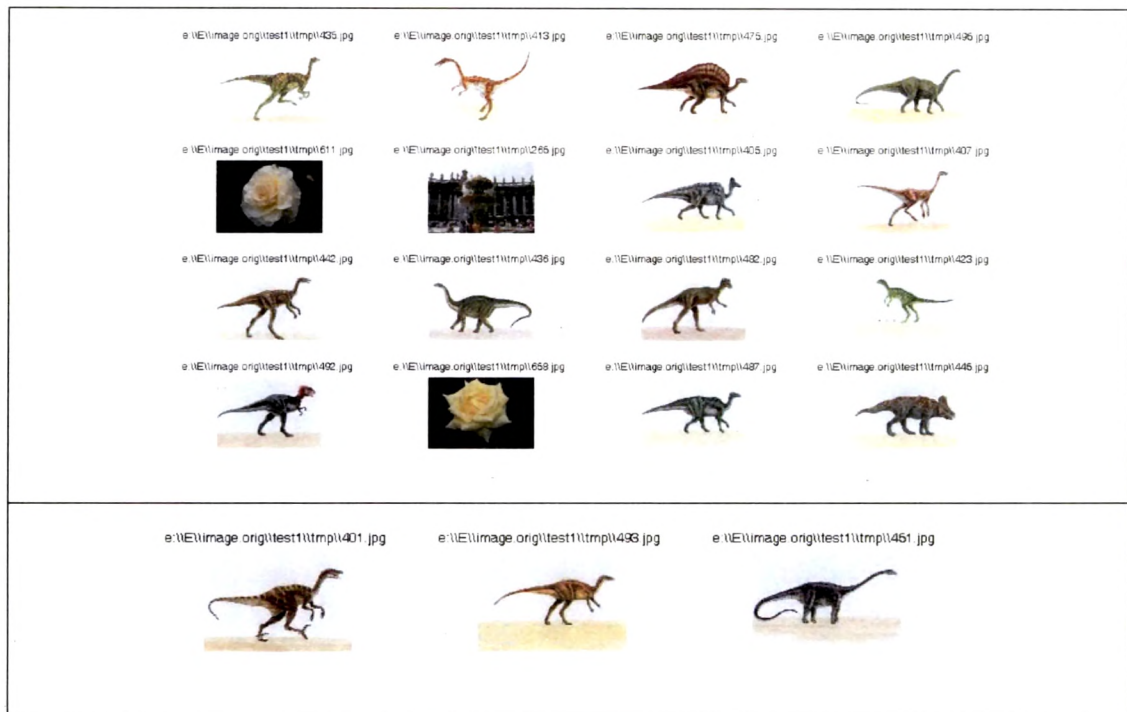 e:\\E\\image.orig\\test1\\tmp\\435.jpg e:\\E\\image.orig\\test1\\tmp\\413.jpg e:\\E\\image.orig\\test1\\tmp\\475.jpg e:\\E\\image.orig\\test1\\tmp\\495.jpg
e:\\E\\image.orig\\test1\\tmp\\611.jpg e:\\E\\image.orig\\test1\\tmp\\265.jpg e:\\E\\image.orig\\test1\\tmp\\405.jpg e:\\E\\image.orig\\test1\\tmp\\407.jpg
e:\\E\\image.orig\\test1\\tmp\\442.jpg e:\\E\\image.orig\\test1\\tmp\\436.jpg e:\\E\\image.orig\\test1\\tmp\\482.jpg e:\\E\\image.orig\\test1\\tmp\\423.jpg
e:\\E\\image.orig\\test1\\tmp\\492.jpg e:\\E\\image.orig\\test1\\tmp\\658.jpg e:\\E\\image.orig\\test1\\tmp\\487.jpg e:\\E\\image.orig\\test1\\tmp\\445.jpg
e:\\E\\image.orig\\test1\\tmp\\401.jpg e:\\E\\image.orig\\test1\\tmp\\493.jpg e:\\E\\image.orig\\test1\\tmp\\451.jpg